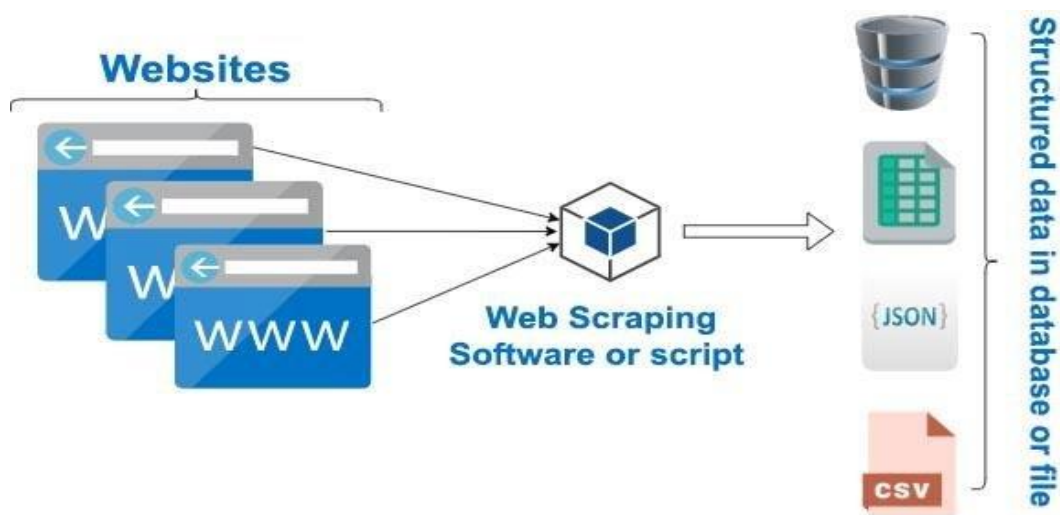 Websites
W
W
WWW
Web Scraping
Software or script
{JSON}
csv
Structured data in database or file